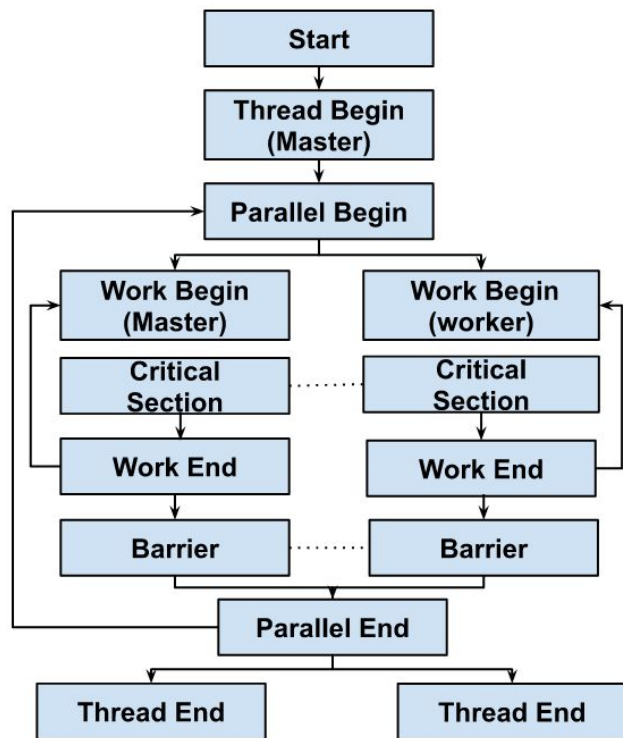 Start
Thread Begin
(Master)
Parallel Begin
Work Begin
(Master)
Work Begin
(worker)
Critical
Section
Critical
Section
Work End
Work End
Barrier
Barrier
Parallel End
Thread End
Thread End